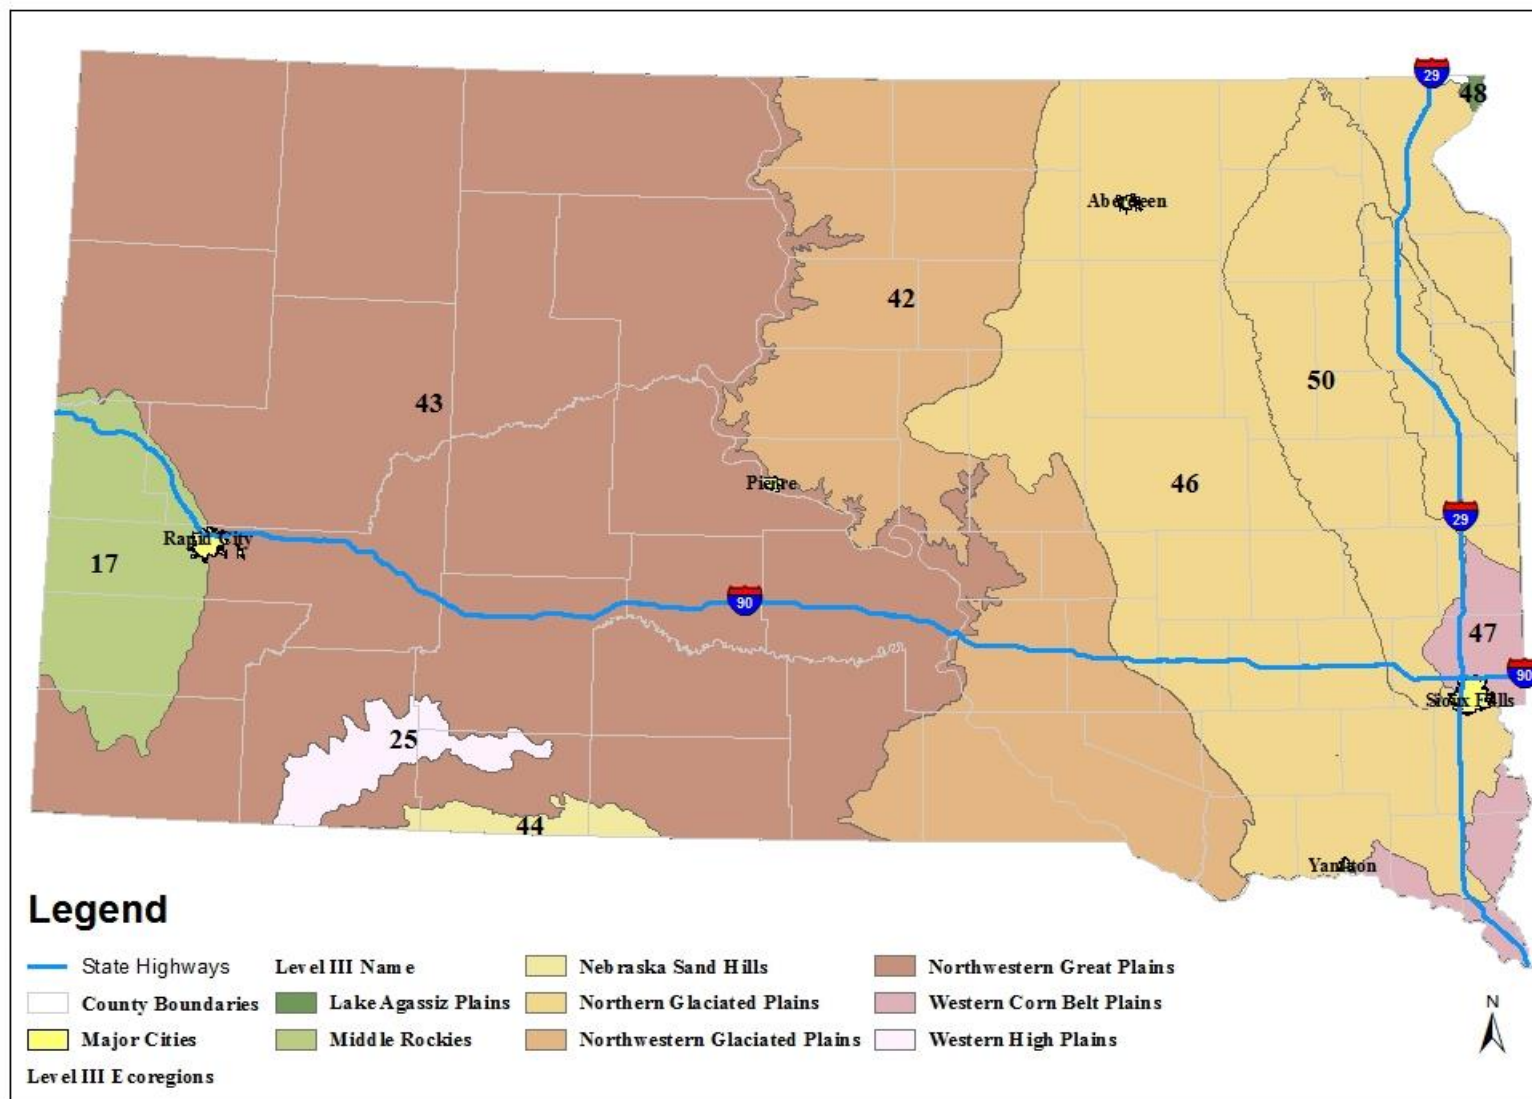 29
48
Aberdeen
42
50
43
46
Pierre
29
Rapid City
17
90
47
90
Sioux Falls
25
44
Yankton
Legend
State Highways
County Boundaries
Major Cities
Level III Ecoregions
Level III Name
Lake Agassiz Plains
Middle Rockies
Nebraska Sand Hills
Northern Glaciated Plains
Northwestern Glaciated Plains
Northwestern Great Plains
Western Corn Belt Plains
Western High Plains
N